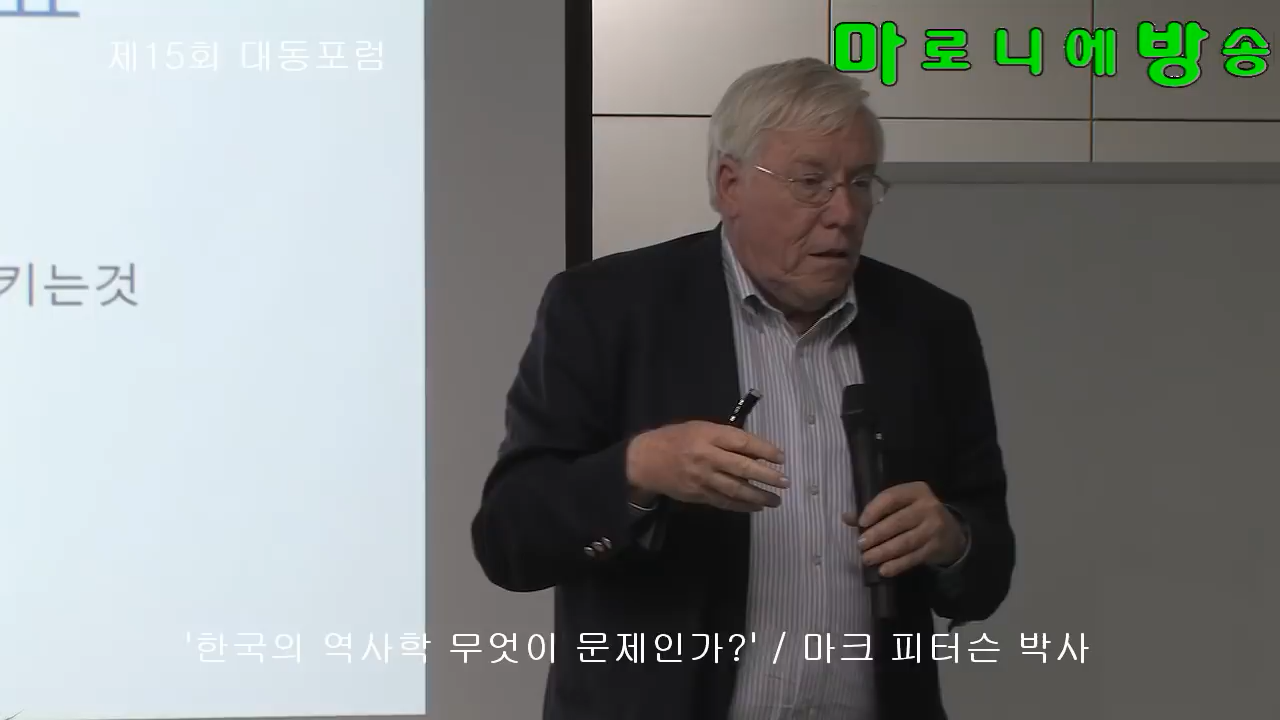 제15회 대동포럼
마로니에방송
키는것
'한국의 역사학 무엇이 문제인가?' / 마크 피터슨 박사